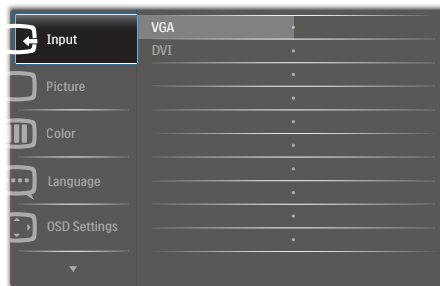 Input
VGA
DVI
Picture
Color
Language
OSD Settings